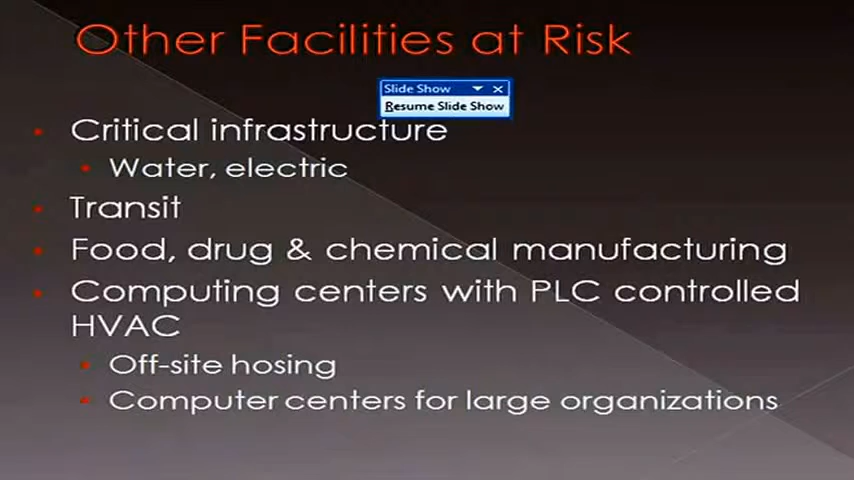 Other Facilities at Risk
Slide Show
Resume Slide Show
Critical infrastructure
Water, electric
Transit
Food, drug & chemical manufacturing
Computing centers with PLC controlled
HVAC
Off-site hosing
Computer centers for large organizations